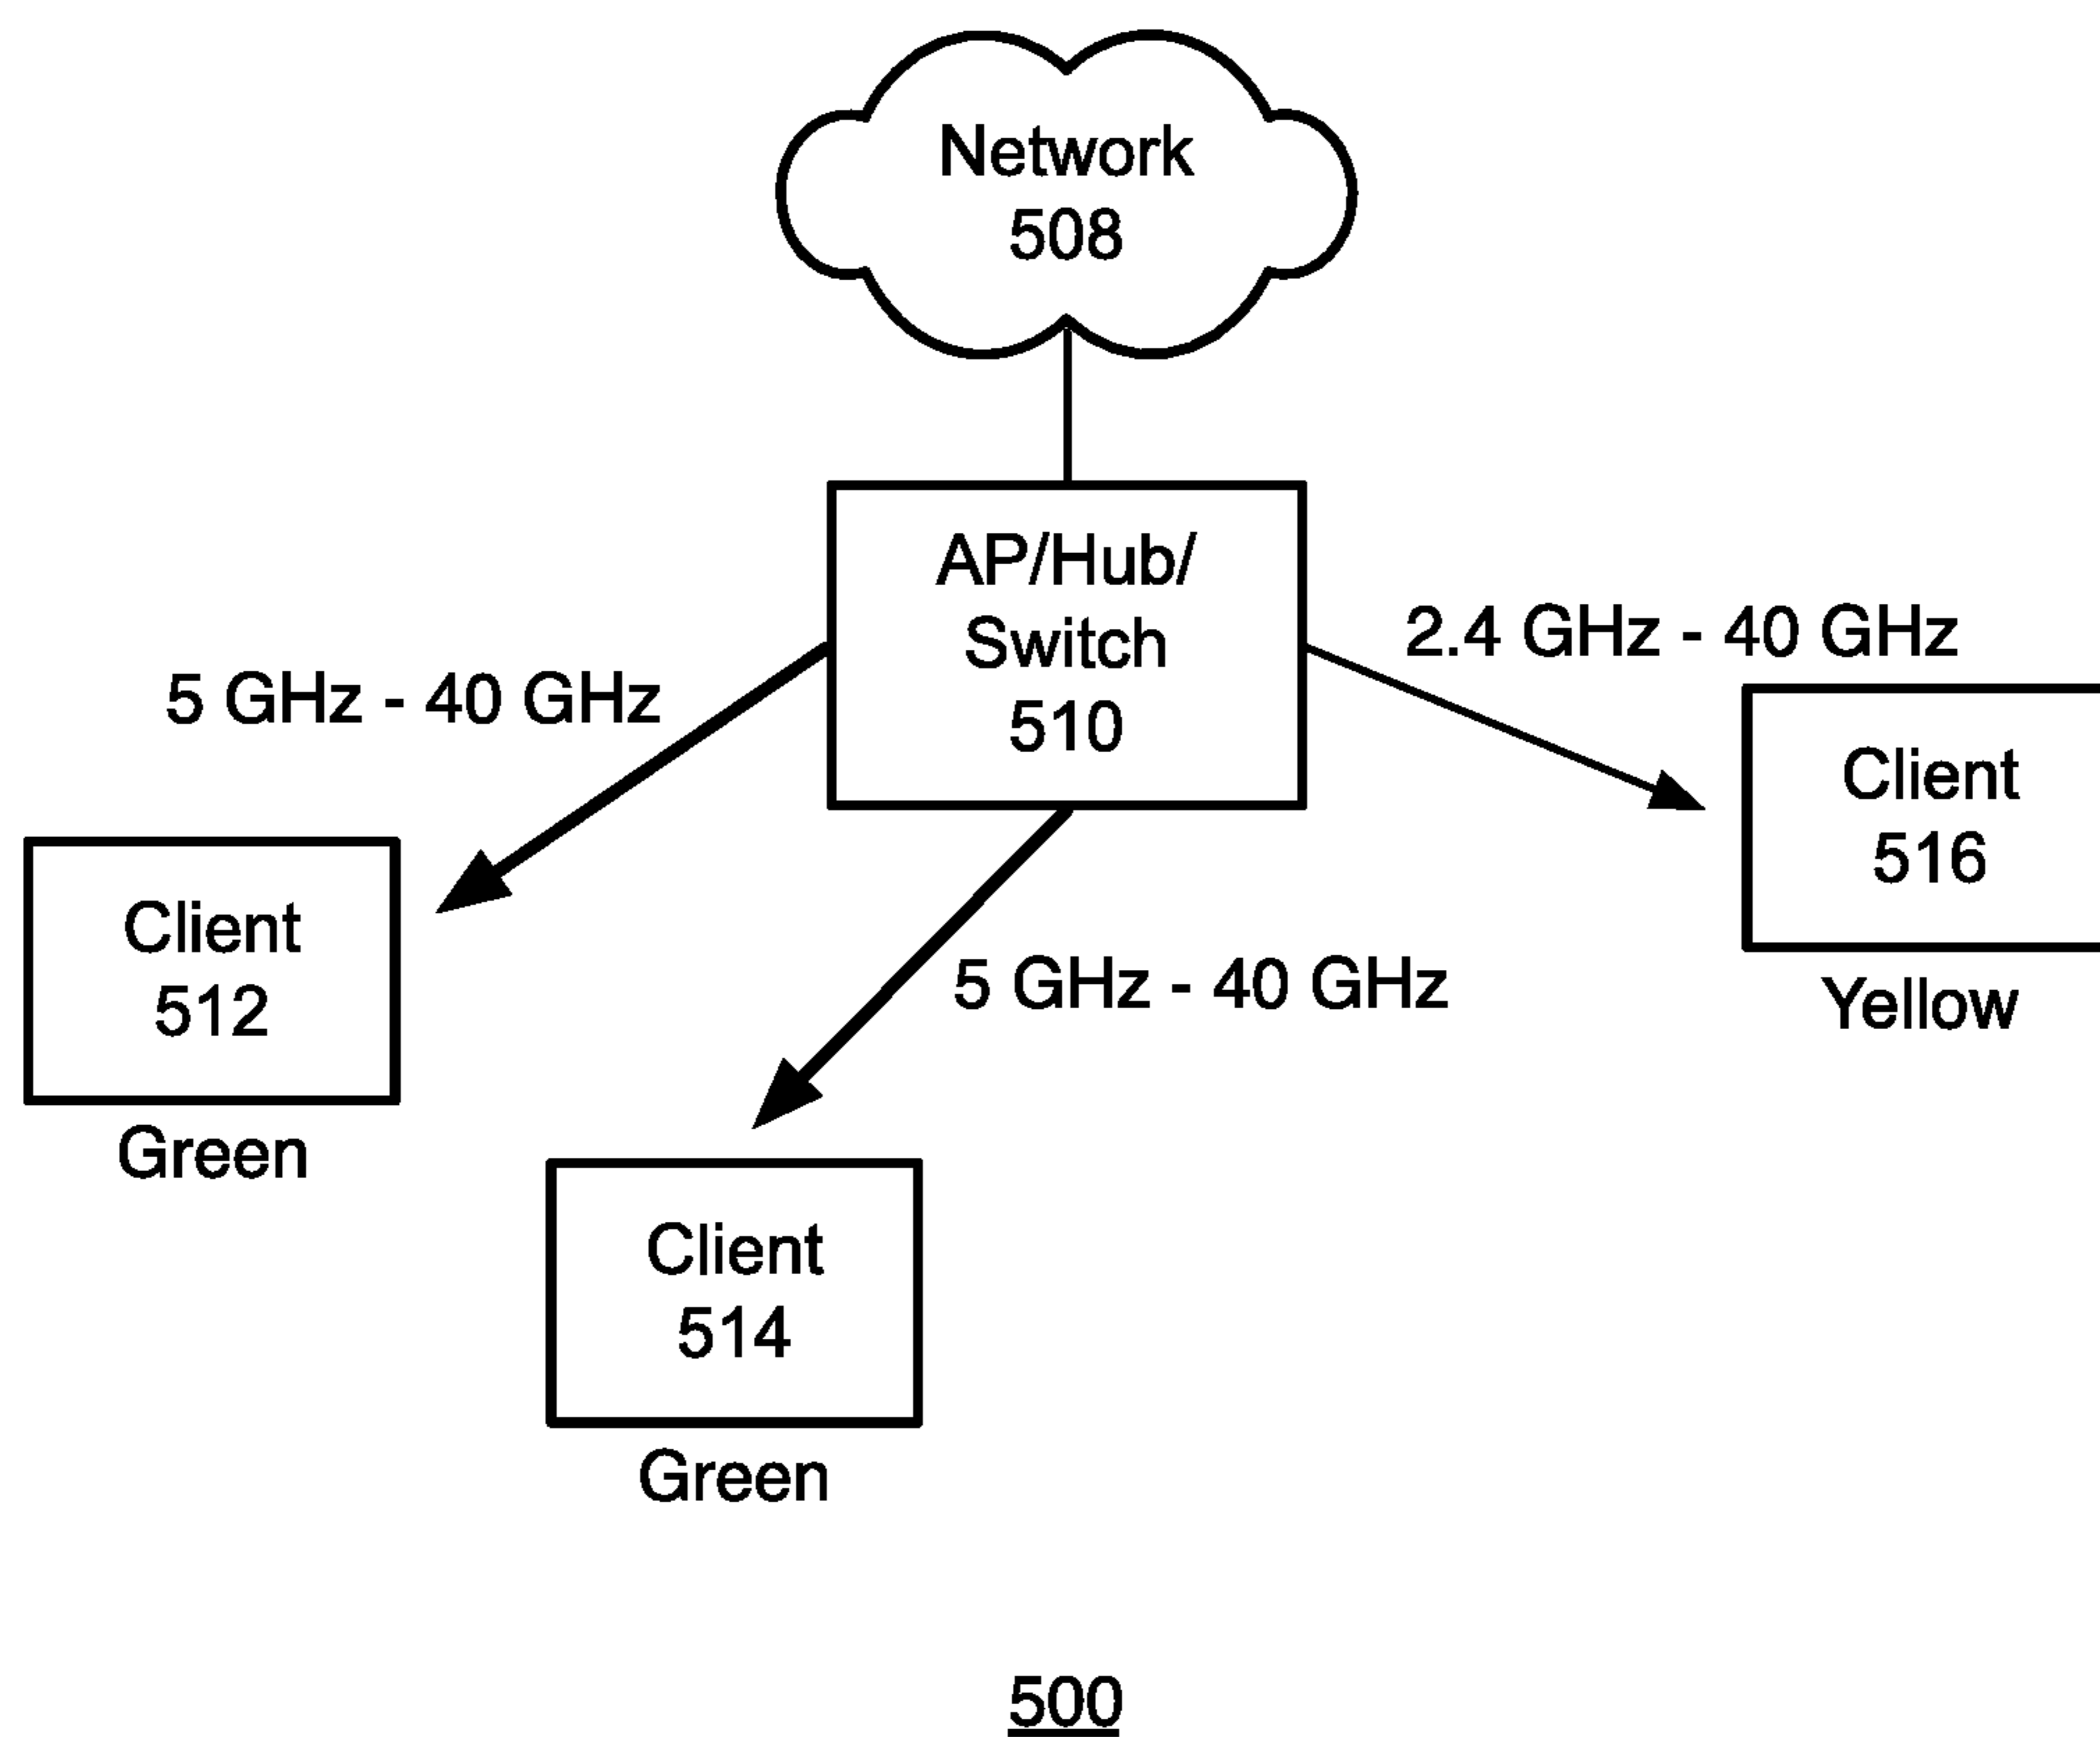 Network
508
AP/Hub/
Switch
510
2.4 GHz - 40 GHz
5 GHz - 40 GHz
Client
516
Yellow
Client
512
Green
5 GHz - 40 GHz
Client
514
Green
500